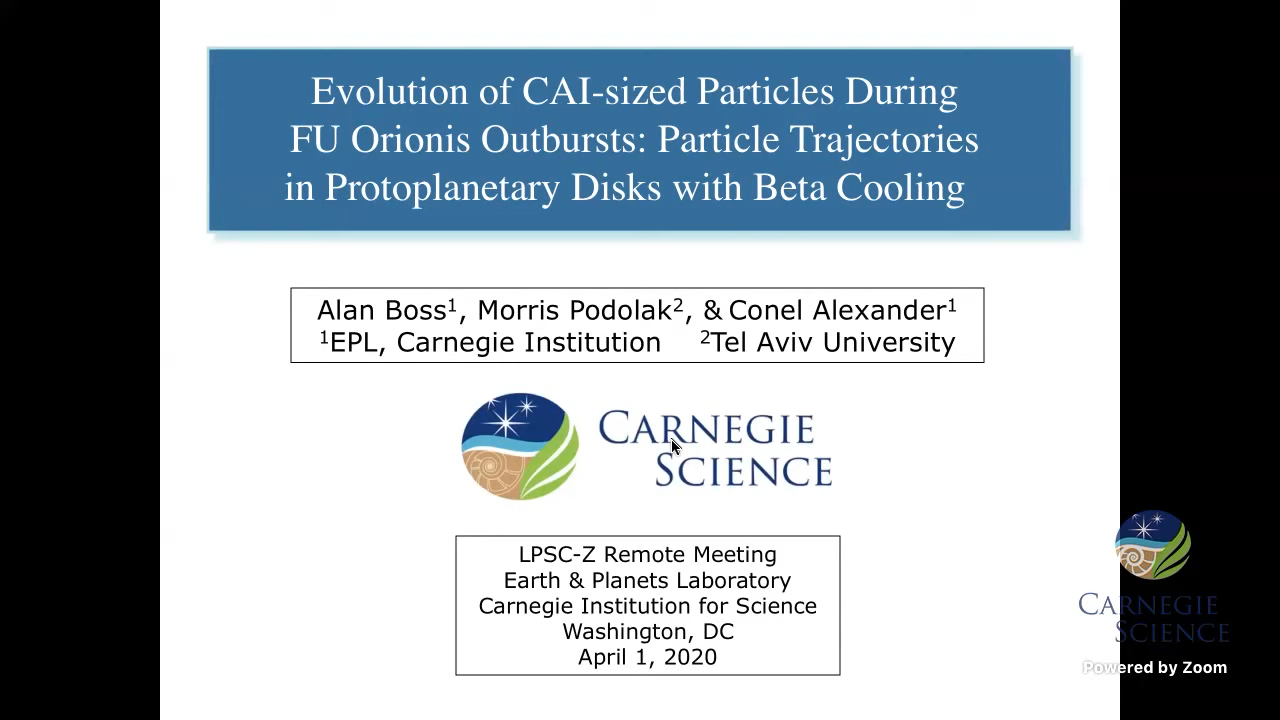 Evolution of CAI-sized Particles During
FU Orionis Outbursts: Particle Trajectories
in Protoplanetary Disks with Beta Cooling
Alan Boss¹, Morris Podolak², & Conel Alexander¹
¹EPL, Carnegie Institution ²Tel Aviv University
CARNEGIE
SCIENCE
LPSC-Z Remote Meeting
Earth & Planets Laboratory
Carnegie Institution for Science
Washington, DC
April 1, 2020
CARNEGIE
SCIENCE
Powered by Zoom